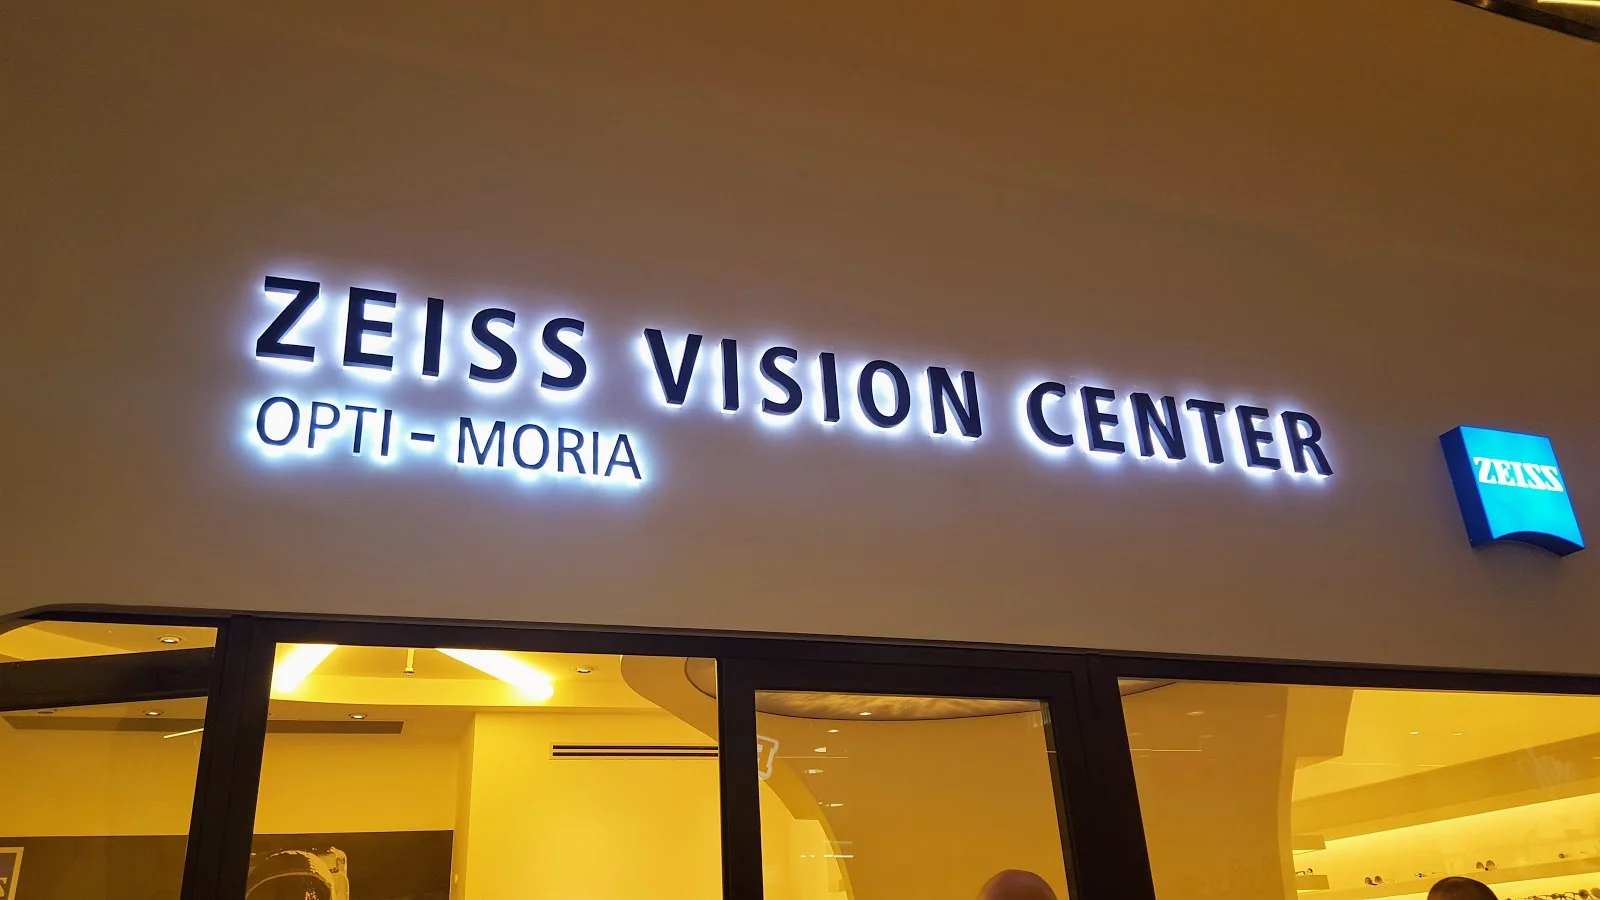 ZEISS VISION CENTER
OPTI - MORIA
ZEISS